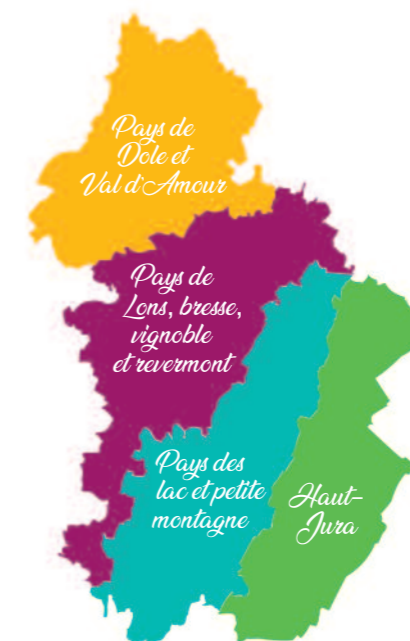 Pays de
Dole et
Val d'Amour
Pays de
Lons, bresse,
vignoble
et revermont
Pays des
lac et petite
montagne
Haut-
Jura